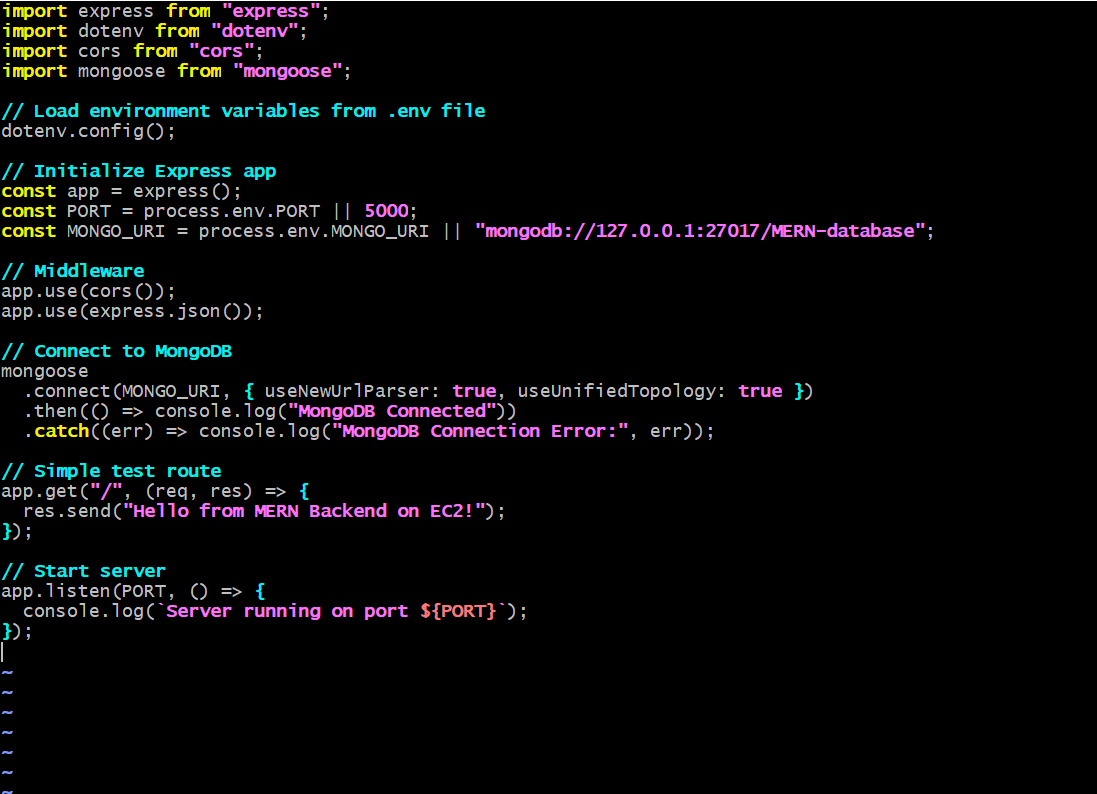 import express from "express";
import dotenv from "dotenv";
import cors from "cors";
import mongoose from "mongoose";

// Load environment variables from .env file
dotenv.config();

// Initialize Express app
const app = express();
const PORT = process.env.PORT || 5000;
const MONGO_URI = process.env.MONGO_URI || "mongodb://127.0.0.1:27017/MERN-database";

// Middleware
app.use(cors());
app.use(express.json());

// Connect to MongoDB
mongoose
  .connect(MONGO_URI, { useNewUrlParser: true, useUnifiedTopology: true })
  .then(() => console.log("MongoDB Connected"))
  .catch((err) => console.log("MongoDB Connection Error:", err));

// Simple test route
app.get("/", (req, res) => {
  res.send("Hello from MERN Backend on EC2!");
});

// Start server
app.listen(PORT, () => {
  console.log(`Server running on port ${PORT}`);
});

~
~
~
~
~
~
~